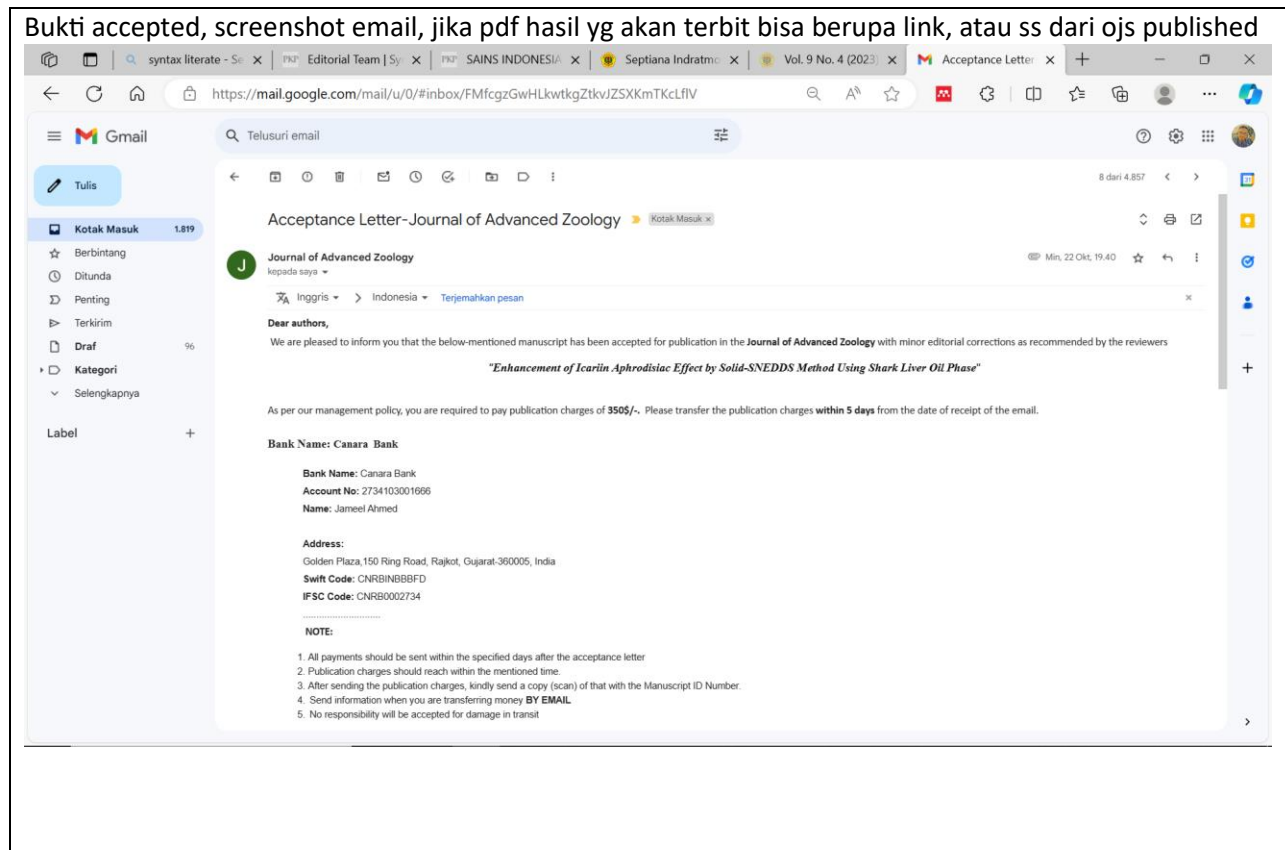 Bukti accepted, screenshot email, jika pdf hasil yg akan terbit bisa berupa link, atau ss dari ojs published
syntax literate - Se
Editorial Team | Sy
SAINS INDONESIA
Septiana Indratmo
Vol. 9 No. 4 (2023)
Acceptance Letter
https://mail.google.com/mail/u/0/#inbox/FMfcgzGwHLkwtkgZtkvJZSXKmTKcLflV
Gmail
Telusuri email
Tulis
8 dari 4.857
Kotak Masuk 1.819
Berbintang
Ditunda
Penting
Terkirim
Draf 96
Kategori
Selengkapnya
Label
Acceptance Letter-Journal of Advanced Zoology Kotak Masuk x
J
Journal of Advanced Zoology Min, 22 Okt, 19.40
kepada saya
Inggris > Indonesia Terjemahkan pesan
Dear authors,
We are pleased to inform you that the below-mentioned manuscript has been accepted for publication in the Journal of Advanced Zoology with minor editorial corrections as recommended by the reviewers
"Enhancement of Icariin Aphrodisiac Effect by Solid-SNEDDS Method Using Shark Liver Oil Phase"
As per our management policy, you are required to pay publication charges of 350$/-. Please transfer the publication charges within 5 days from the date of receipt of the email.
Bank Name: Canara Bank
Bank Name: Canara Bank
Account No: 2734103001666
Name: Jameel Ahmed
Address:
Golden Plaza,150 Ring Road, Rajkot, Gujarat-360005, India
Swift Code: CNRBINBBBFD
IFSC Code: CNRB0002734
..............................
NOTE:
1. All payments should be sent within the specified days after the acceptance letter
2. Publication charges should reach within the mentioned time.
3. After sending the publication charges, kindly send a copy (scan) of that with the Manuscript ID Number.
4. Send information when you are transferring money BY EMAIL
5. No responsibility will be accepted for damage in transit